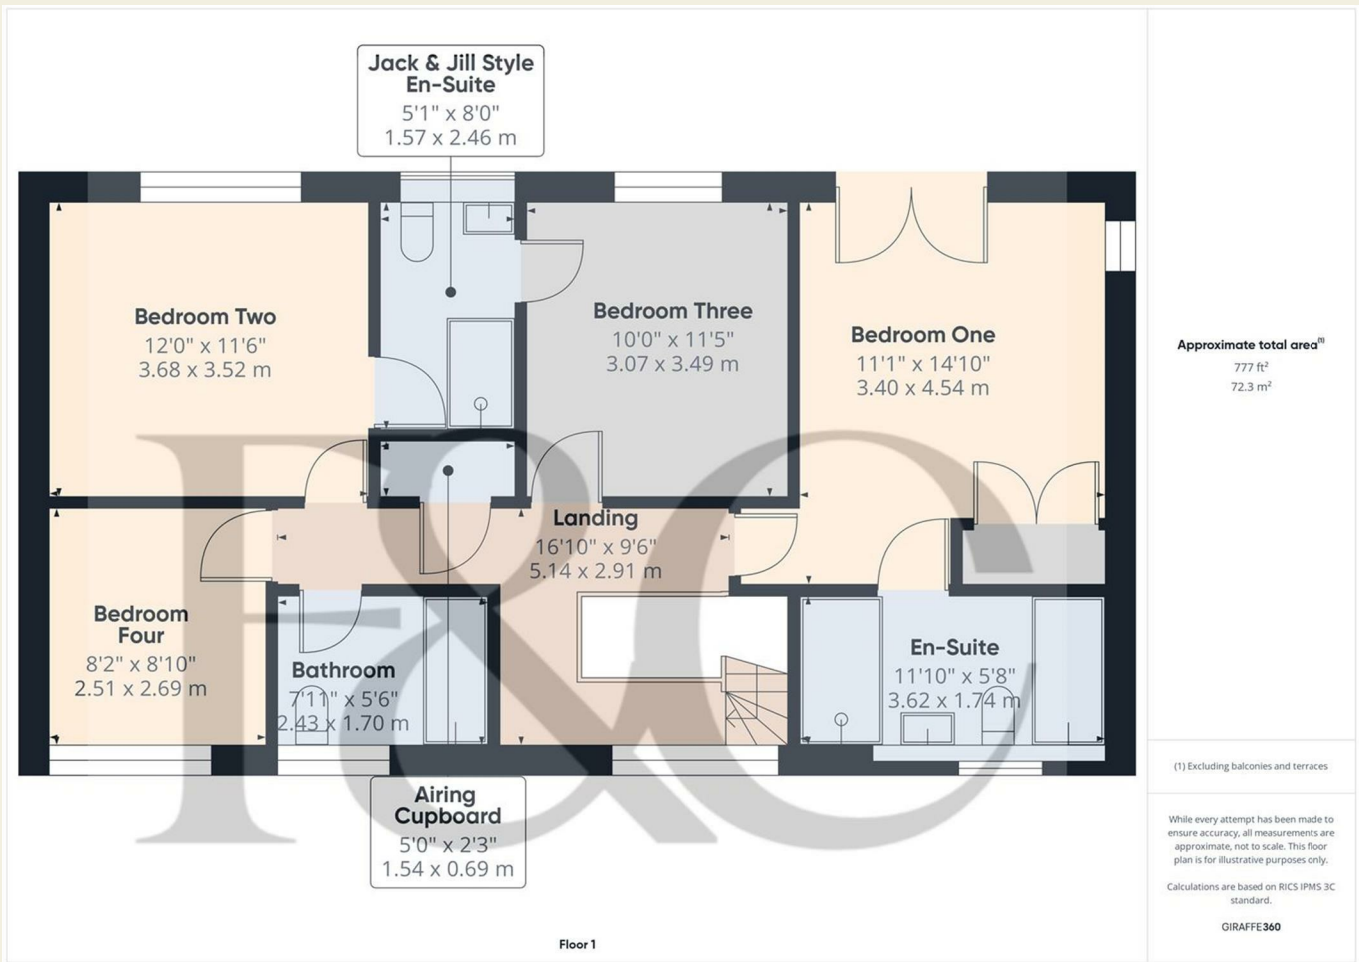 Jack & Jill Style
En-Suite
5'1" x 8'0"
1.57 x 2.46 m
Bedroom Two
12'0" x 11'6"
3.68 x 3.52 m
Bedroom Three
10'0" x 11'5"
3.07 x 3.49 m
Bedroom One
11'1" x 14'10"
3.40 x 4.54 m
Landing
16'10" x 9'6"
5.14 x 2.91 m
Bedroom
Four
8'2" x 8'10"
2.51 x 2.69 m
Bathroom
7'11" x 5'6"
2.43 x 1.70 m
En-Suite
11'10" x 5'8"
3.62 x 1.74 m
F&C
Airing
Cupboard
5'0" x 2'3"
1.54 x 0.69 m
Floor 1
Approximate total area(1)
777 ft²
72.3 m²
(1) Excluding balconies and terraces
While every attempt has been made to
ensure accuracy, all measurements are
approximate, not to scale. This floor
plan is for illustrative purposes only.
Calculations are based on RICS IPMS 3C
standard.
GIRAFFE360